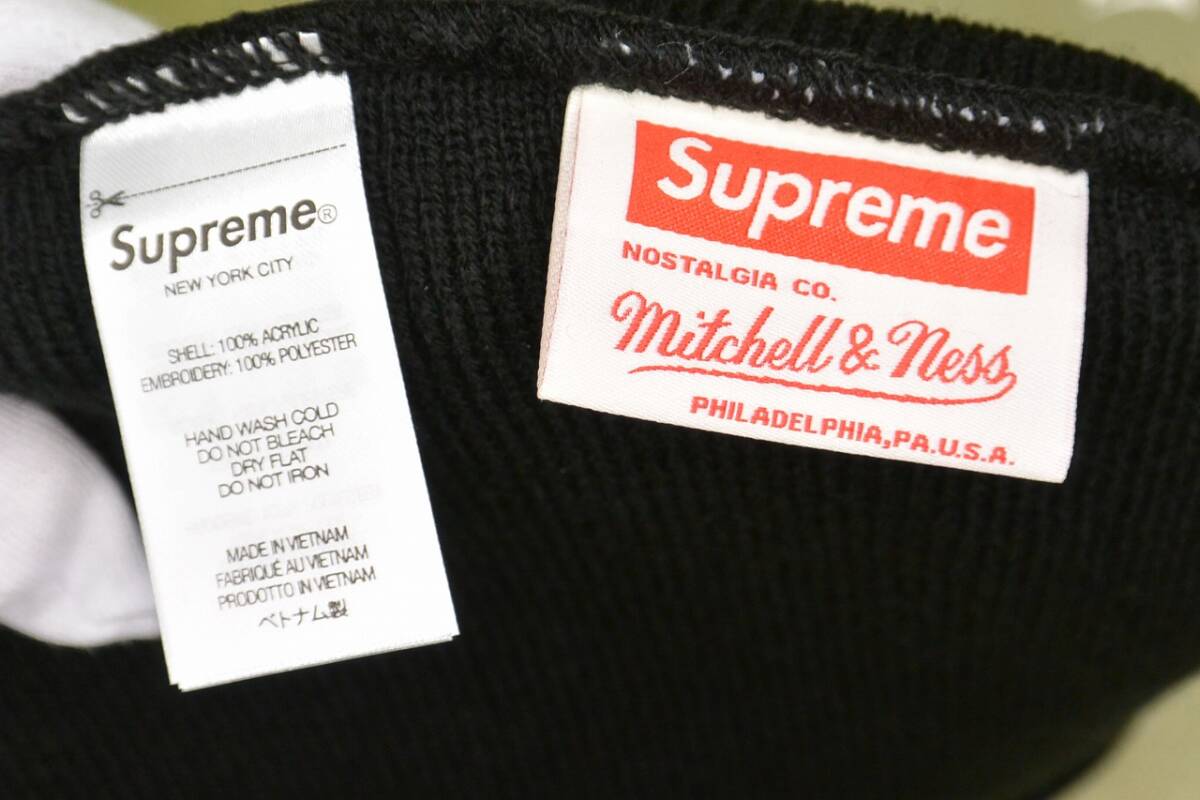 Supreme®
NEW YORK CITY
SHELL: 100% ACRYLIC
EMBROIDERY: 100% POLYESTER
HAND WASH COLD
DO NOT BLEACH
DRY FLAT
DO NOT IRON
MADE IN VIETNAM
FABRIQUÉ AU VIETNAM
PRODOTTO IN VIETNAM
ベトナム製
Supreme
NOSTALGIA CO.
Mitchell & Ness
PHILADELPHIA,PA.U.S.A.